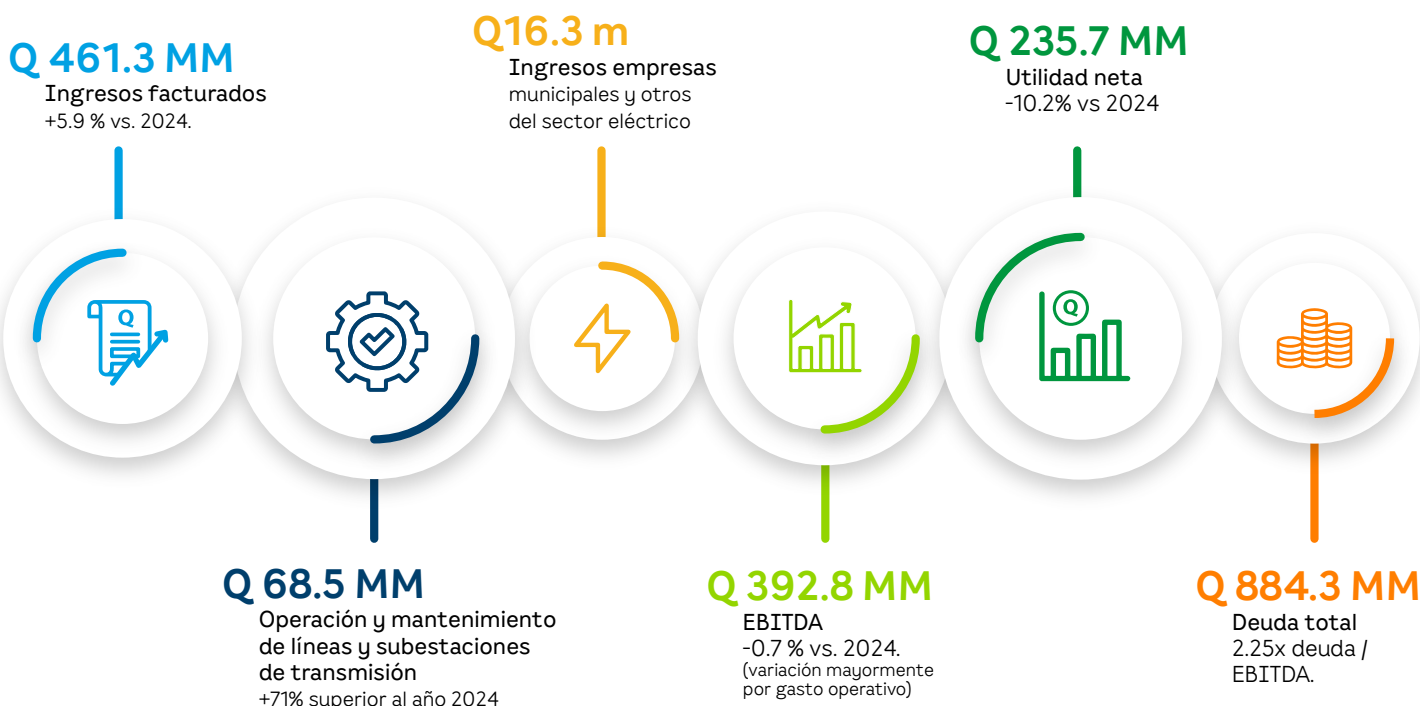 Q 461.3 MM
Ingresos facturados
+5.9 % vs. 2024.
Q
Q 68.5 MM
Operación y mantenimiento
de líneas y subestaciones
de transmisión
+71% superior al año 2024
Q16.3 m
Ingresos empresas
municipales y otros
del sector eléctrico
Q 392.8 MM
EBITDA
-0.7 % vs. 2024.
(variación mayormente
por gasto operativo)
Q 235.7 MM
Utilidad neta
-10.2% vs 2024
Q
Q 884.3 MM
Deuda total
2.25x deuda /
EBITDA.